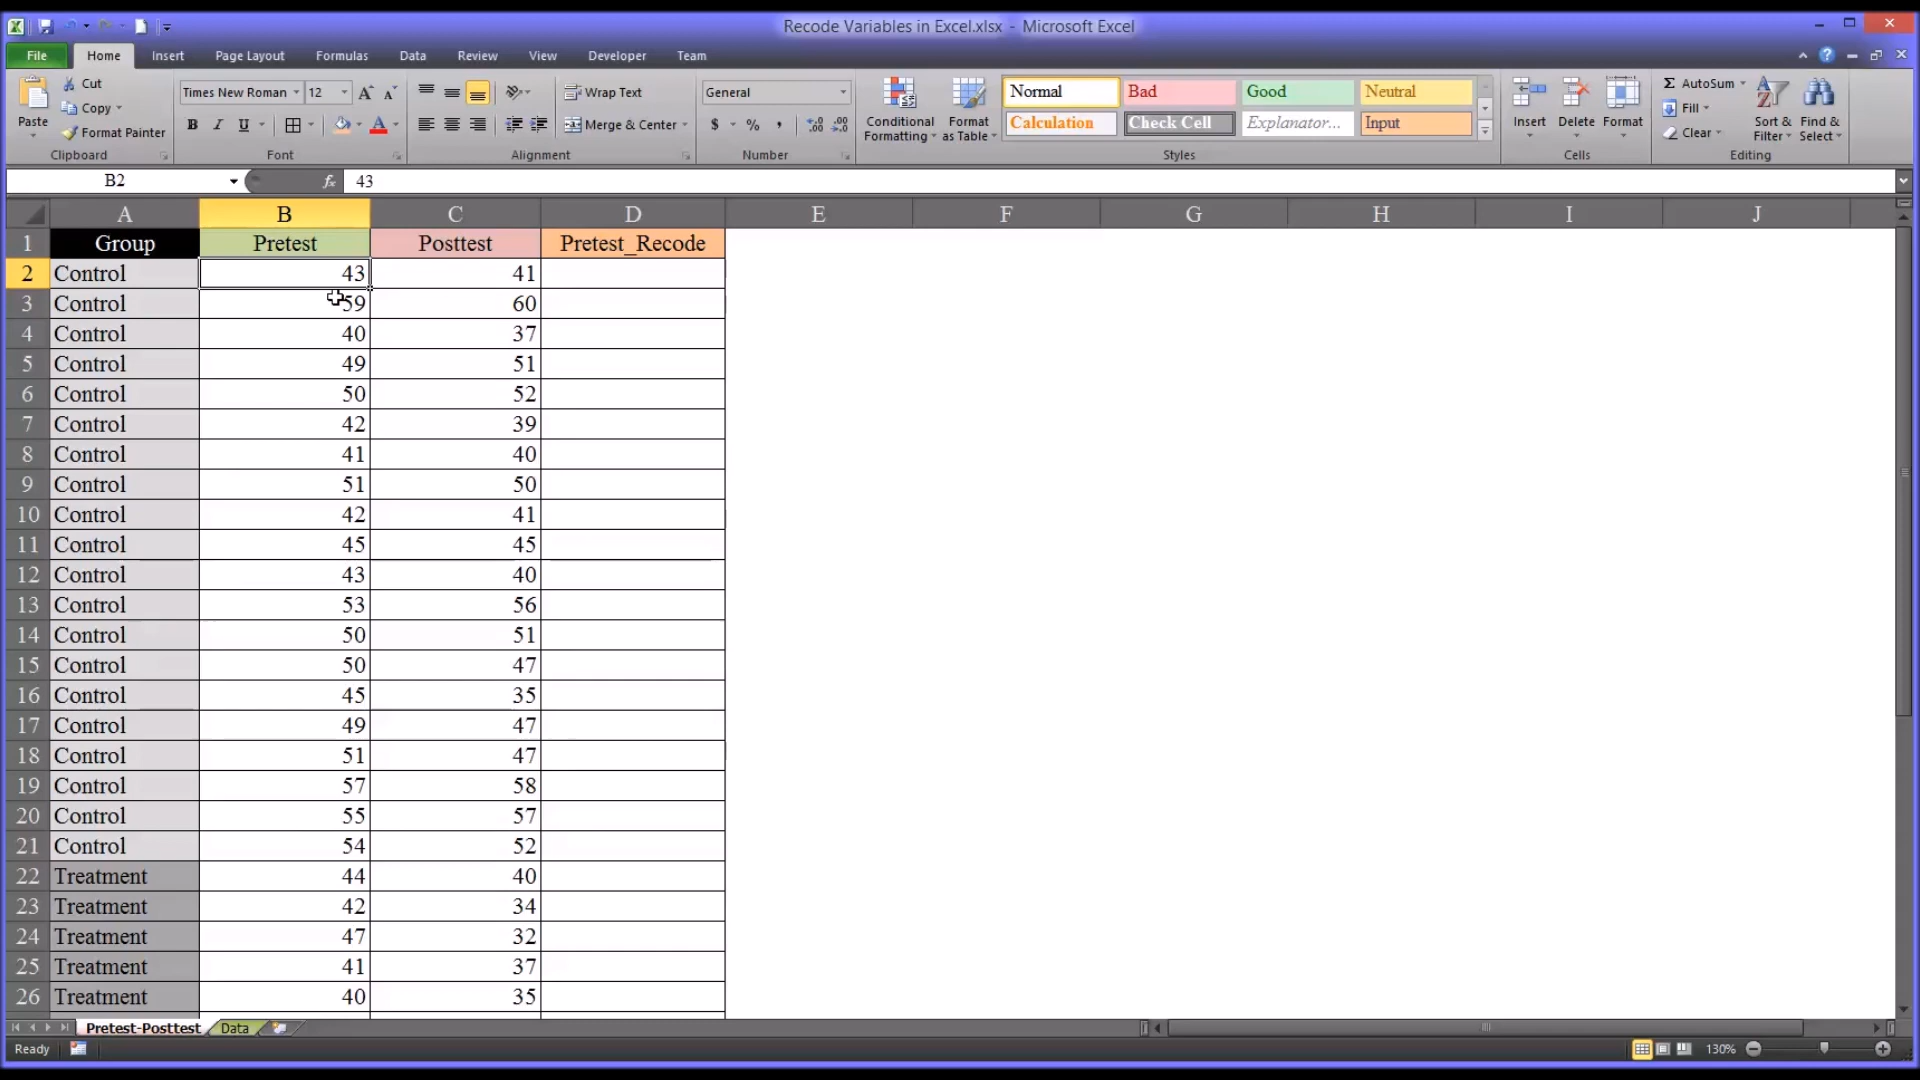 Recode Variables in Excel.xlsx - Microsoft Excel
File Home Insert Page Layout Formulas Data Review View Developer Team
Cut
Copy
Format Painter
Paste
Clipboard
Times New Roman 12
B I U A
Font
Wrap Text
Merge & Center
Alignment
General
$ % ,
Number
Conditional Formatting
Format as Table
Normal Bad Good Neutral
Calculation Check Cell Explanator... Input
Styles
Insert Delete Format
Cells
Σ AutoSum
Fill
Clear
Sort & Filter
Find & Select
Editing
B2 fx 43
A B C D E F G H I J
1 Group Pretest Posttest Pretest_Recode
2 Control 43 41
3 Control 59 60
4 Control 40 37
5 Control 49 51
6 Control 50 52
7 Control 42 39
8 Control 41 40
9 Control 51 50
10 Control 42 41
11 Control 45 45
12 Control 43 40
13 Control 53 56
14 Control 50 51
15 Control 50 47
16 Control 45 35
17 Control 49 47
18 Control 51 47
19 Control 57 58
20 Control 55 57
21 Control 54 52
22 Treatment 44 40
23 Treatment 42 34
24 Treatment 47 32
25 Treatment 41 37
26 Treatment 40 35
Pretest-Posttest Data
Ready 130%